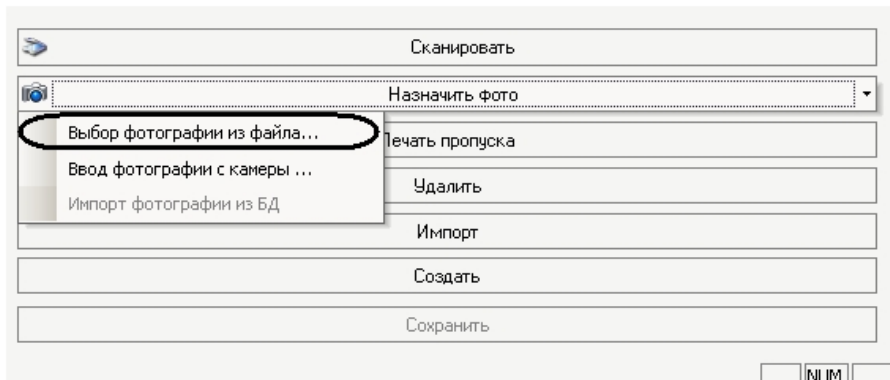 Сканировать
Назначить фото
Выбор фотографии из файла...
Печать пропуска
Ввод фотографии с камеры ...
Удалить
Импорт фотографии из БД
Импорт
Создать
Сохранить
NUM